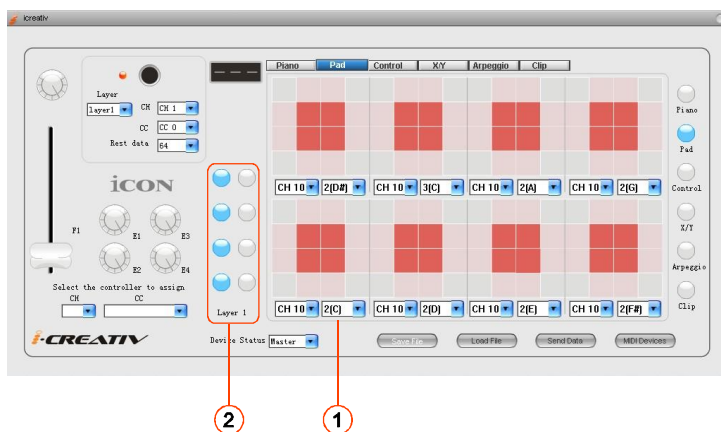 icreativ
Piano Pad Control X/Y Arpeggio Clip
Layer
layer1 CH CH 1
CC CC 0
Rest data 64
iCON
F1 E1 E3
E2 E4
Select the controller to assign
CH CC
i-CREATIV
Layer 1
CH 10 2(D#) CH 10 3(C) CH 10 2(A) CH 10 2(G)
CH 10 2(C) CH 10 2(D) CH 10 2(E) CH 10 2(F#)
Piano
Pad
Control
X/Y
Arpeggio
Clip
Device Status Master Save File Load File Send Data MIDI Devices
2 1